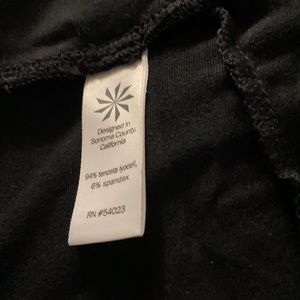 Designed in
Sonoma County,
California
94% tencel® lyocell,
6% spandex
RN #54023